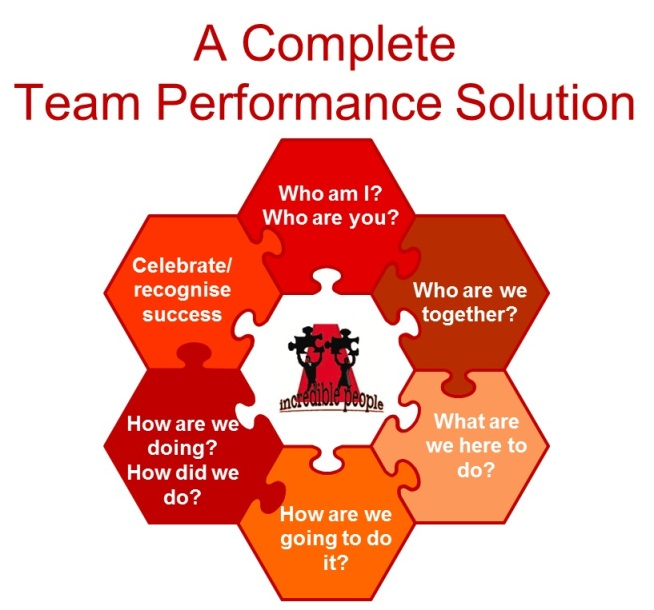 A Complete
Team Performance Solution
Who am I?
Who are you?
Who are we
together?
What are
we here to
do?
How are we
going to do
it?
How are we
doing?
How did we
do?
Celebrate/
recognise
success
incredible people